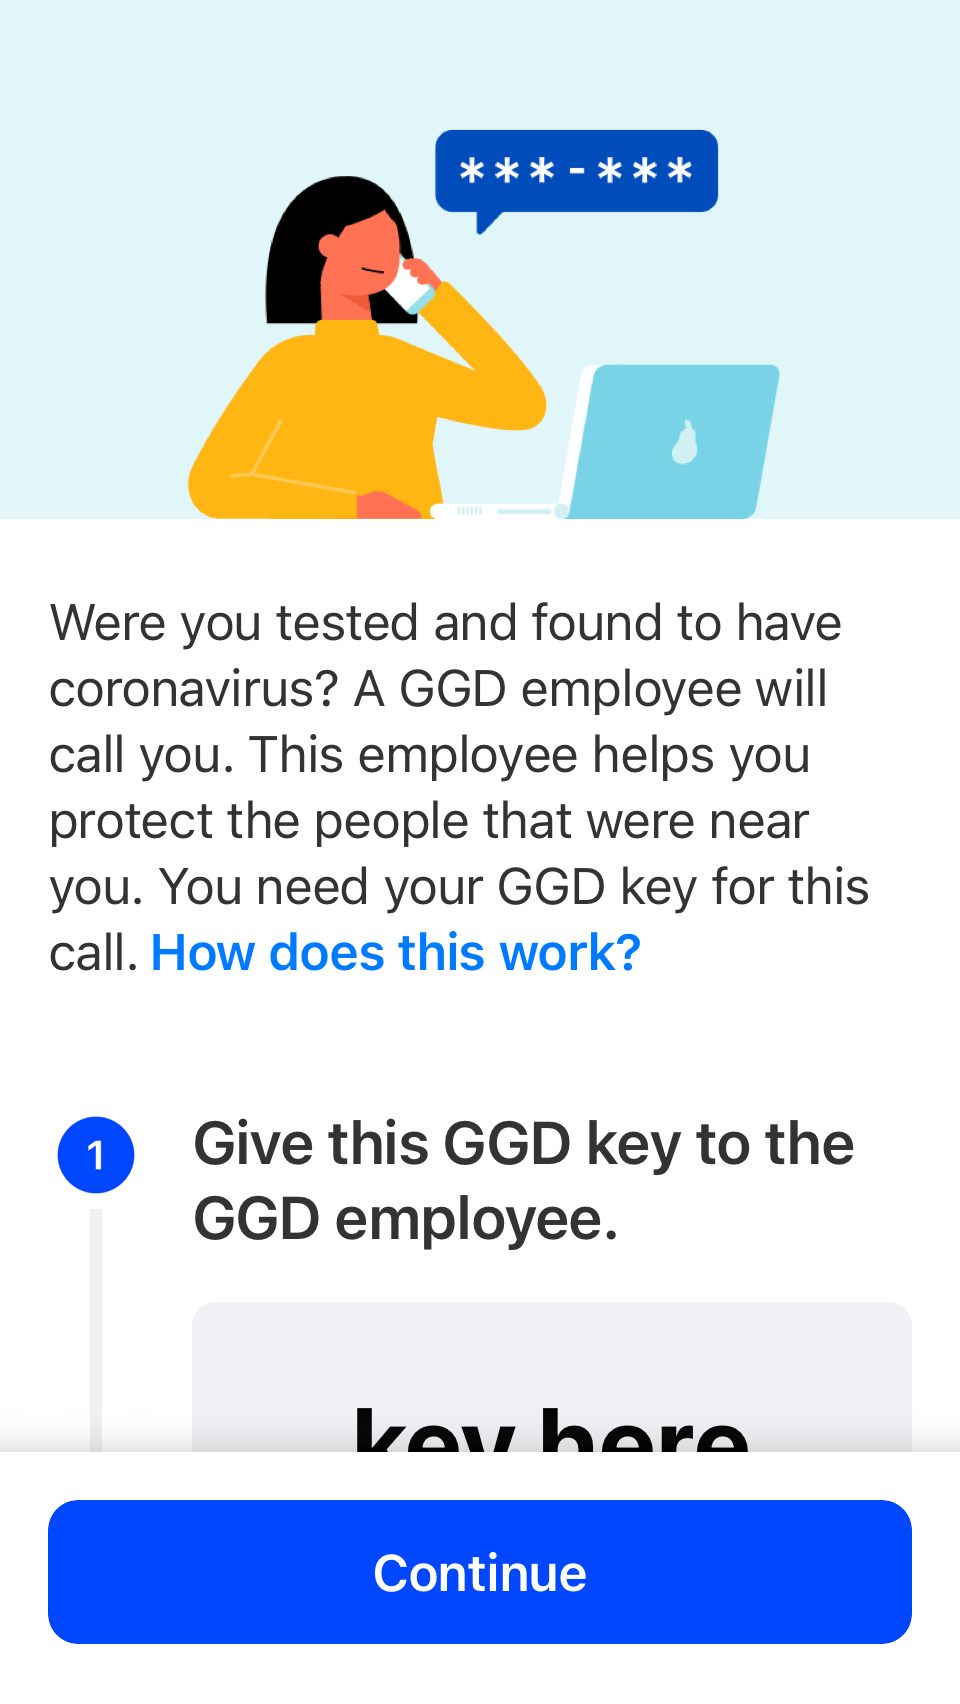 ***-***
Were you tested and found to have
coronavirus? A GGD employee will
call you. This employee helps you
protect the people that were near
you. You need your GGD key for this
call. How does this work?
1
Give this GGD key to the
GGD employee.
key here
Continue